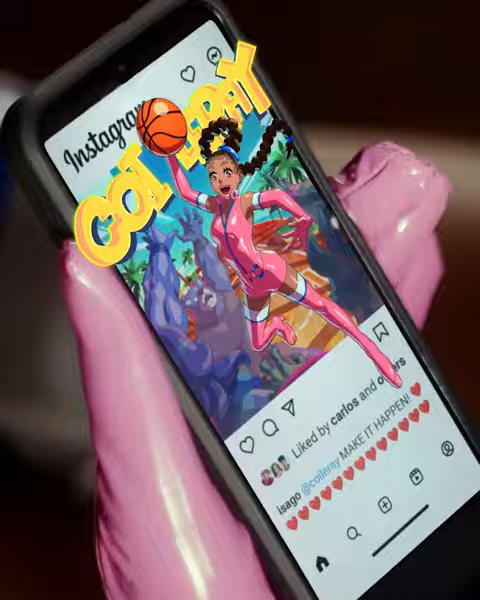 Instagram
COI LERAY
Liked by carlos and others
isago @coileray MAKE IT HAPPEN! ❤️
❤️❤️❤️❤️❤️❤️❤️❤️❤️❤️❤️❤️